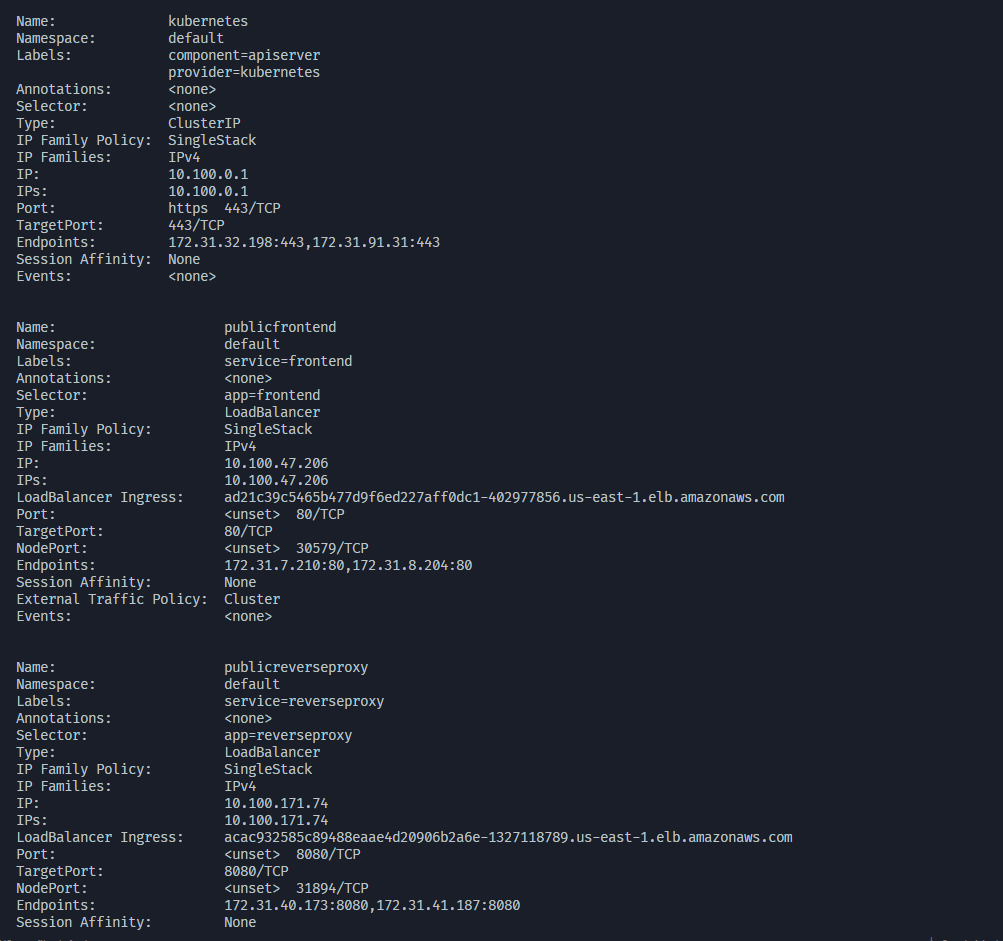 Name:              kubernetes
Namespace:         default
Labels:            component=apiserver
                   provider=kubernetes
Annotations:       <none>
Selector:          <none>
Type:              ClusterIP
IP Family Policy:  SingleStack
IP Families:       IPv4
IP:                10.100.0.1
IPs:               10.100.0.1
Port:              https  443/TCP
TargetPort:        443/TCP
Endpoints:         172.31.32.198:443,172.31.91.31:443
Session Affinity:  None
Events:            <none>

Name:                     publicfrontend
Namespace:                default
Labels:                   service=frontend
Annotations:              <none>
Selector:                 app=frontend
Type:                     LoadBalancer
IP Family Policy:         SingleStack
IP Families:              IPv4
IP:                       10.100.47.206
IPs:                      10.100.47.206
LoadBalancer Ingress:     ad21c39c5465b477d9f6ed227aff0dc1-402977856.us-east-1.elb.amazonaws.com
Port:                     <unset>  80/TCP
TargetPort:               80/TCP
NodePort:                 <unset>  30579/TCP
Endpoints:                172.31.7.210:80,172.31.8.204:80
Session Affinity:         None
External Traffic Policy:  Cluster
Events:                   <none>

Name:                     publicreverseproxy
Namespace:                default
Labels:                   service=reverseproxy
Annotations:              <none>
Selector:                 app=reverseproxy
Type:                     LoadBalancer
IP Family Policy:         SingleStack
IP Families:              IPv4
IP:                       10.100.171.74
IPs:                      10.100.171.74
LoadBalancer Ingress:     acac932585c89488eaae4d20906b2a6e-1327118789.us-east-1.elb.amazonaws.com
Port:                     <unset>  8080/TCP
TargetPort:               8080/TCP
NodePort:                 <unset>  31894/TCP
Endpoints:                172.31.40.173:8080,172.31.41.187:8080
Session Affinity:         None